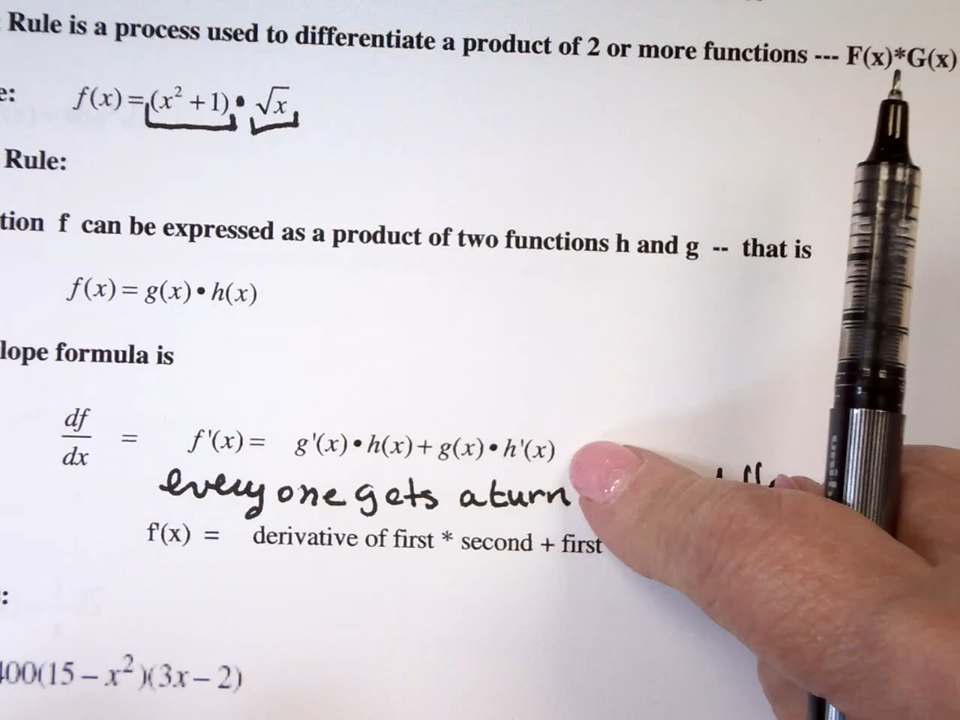 Rule is a process used to differentiate a product of 2 or more functions --- F(x)*G(x)
e: f(x)=(x² +1)•√x
Rule:
tion f can be expressed as a product of two functions h and g -- that is
f(x)= g(x)•h(x)
lope formula is
df/dx = f'(x)= g'(x)•h(x)+g(x)•h'(x)
everyone gets a turn
f'(x) = derivative of first * second + first
:
400(15 – x²)(3x – 2)